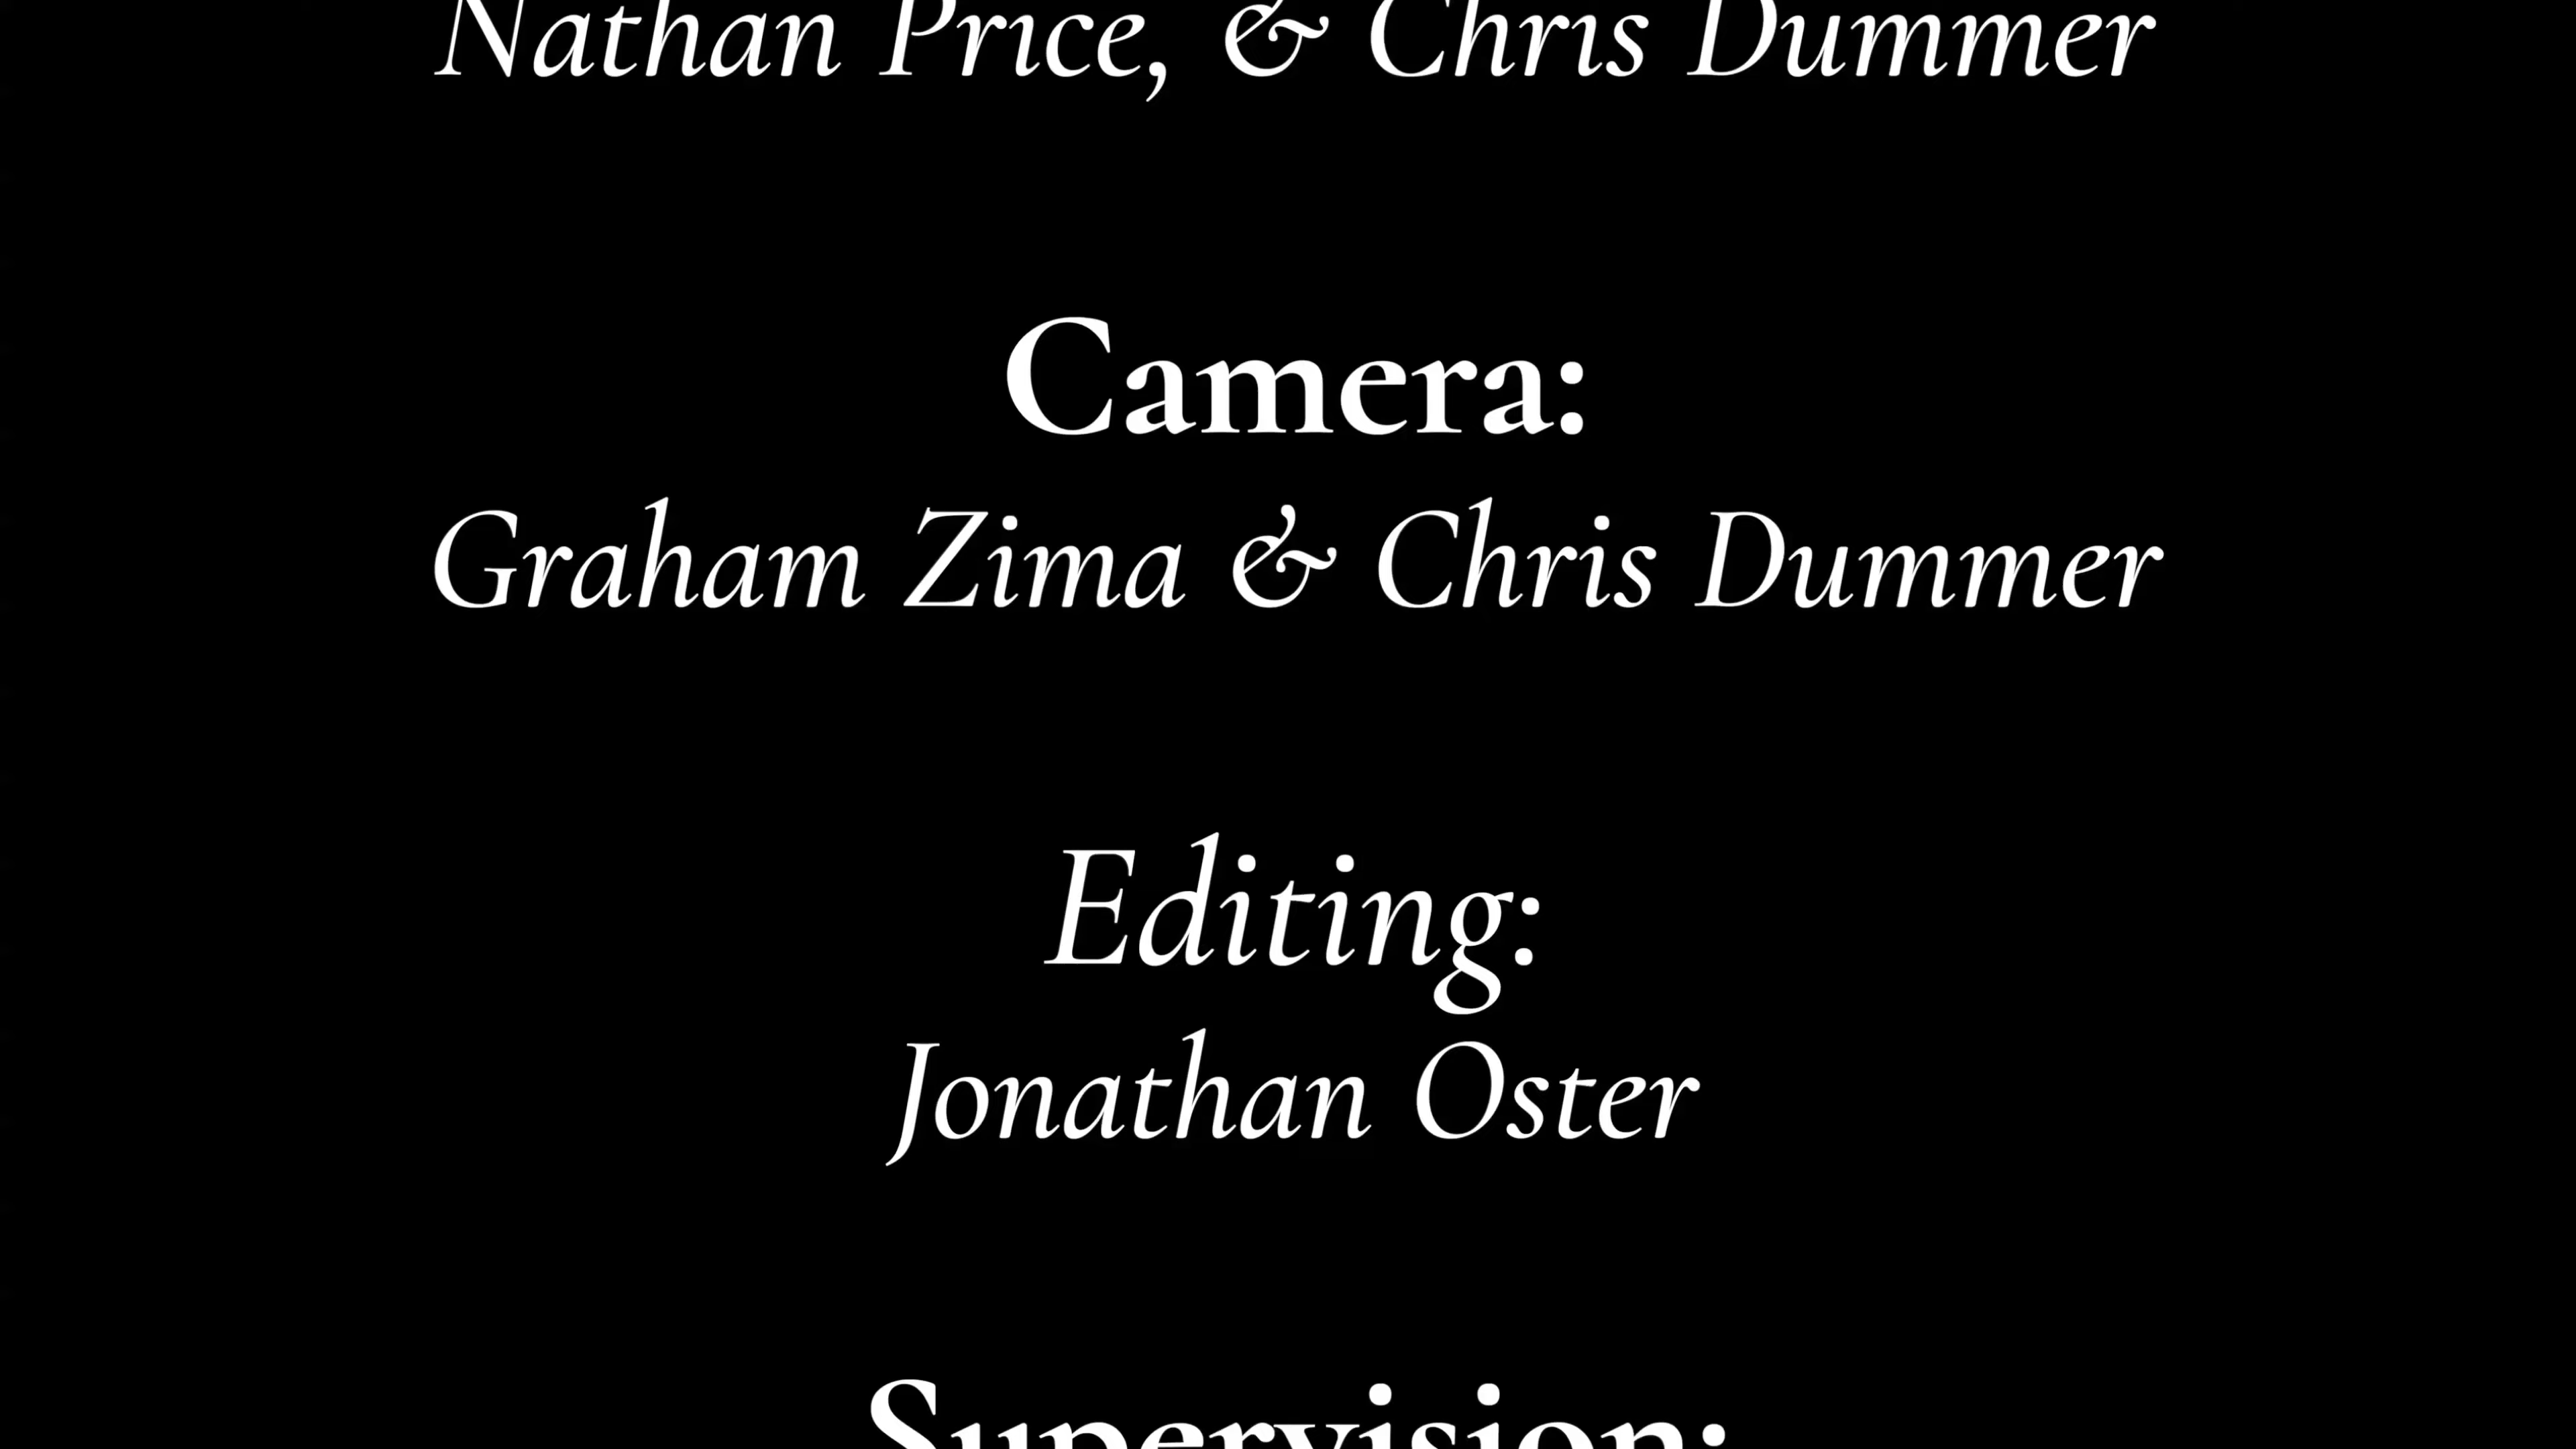 Nathan Price, & Chris Dummer
Camera:
Graham Zima & Chris Dummer
Editing:
Jonathan Oster
Supervision: